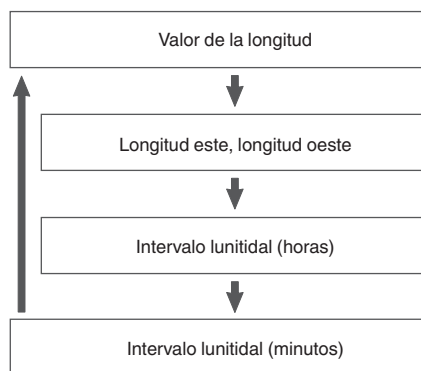 Valor de la longitud
Longitud este, longitud oeste
Intervalo lunitidal (horas)
Intervalo lunitidal (minutos)